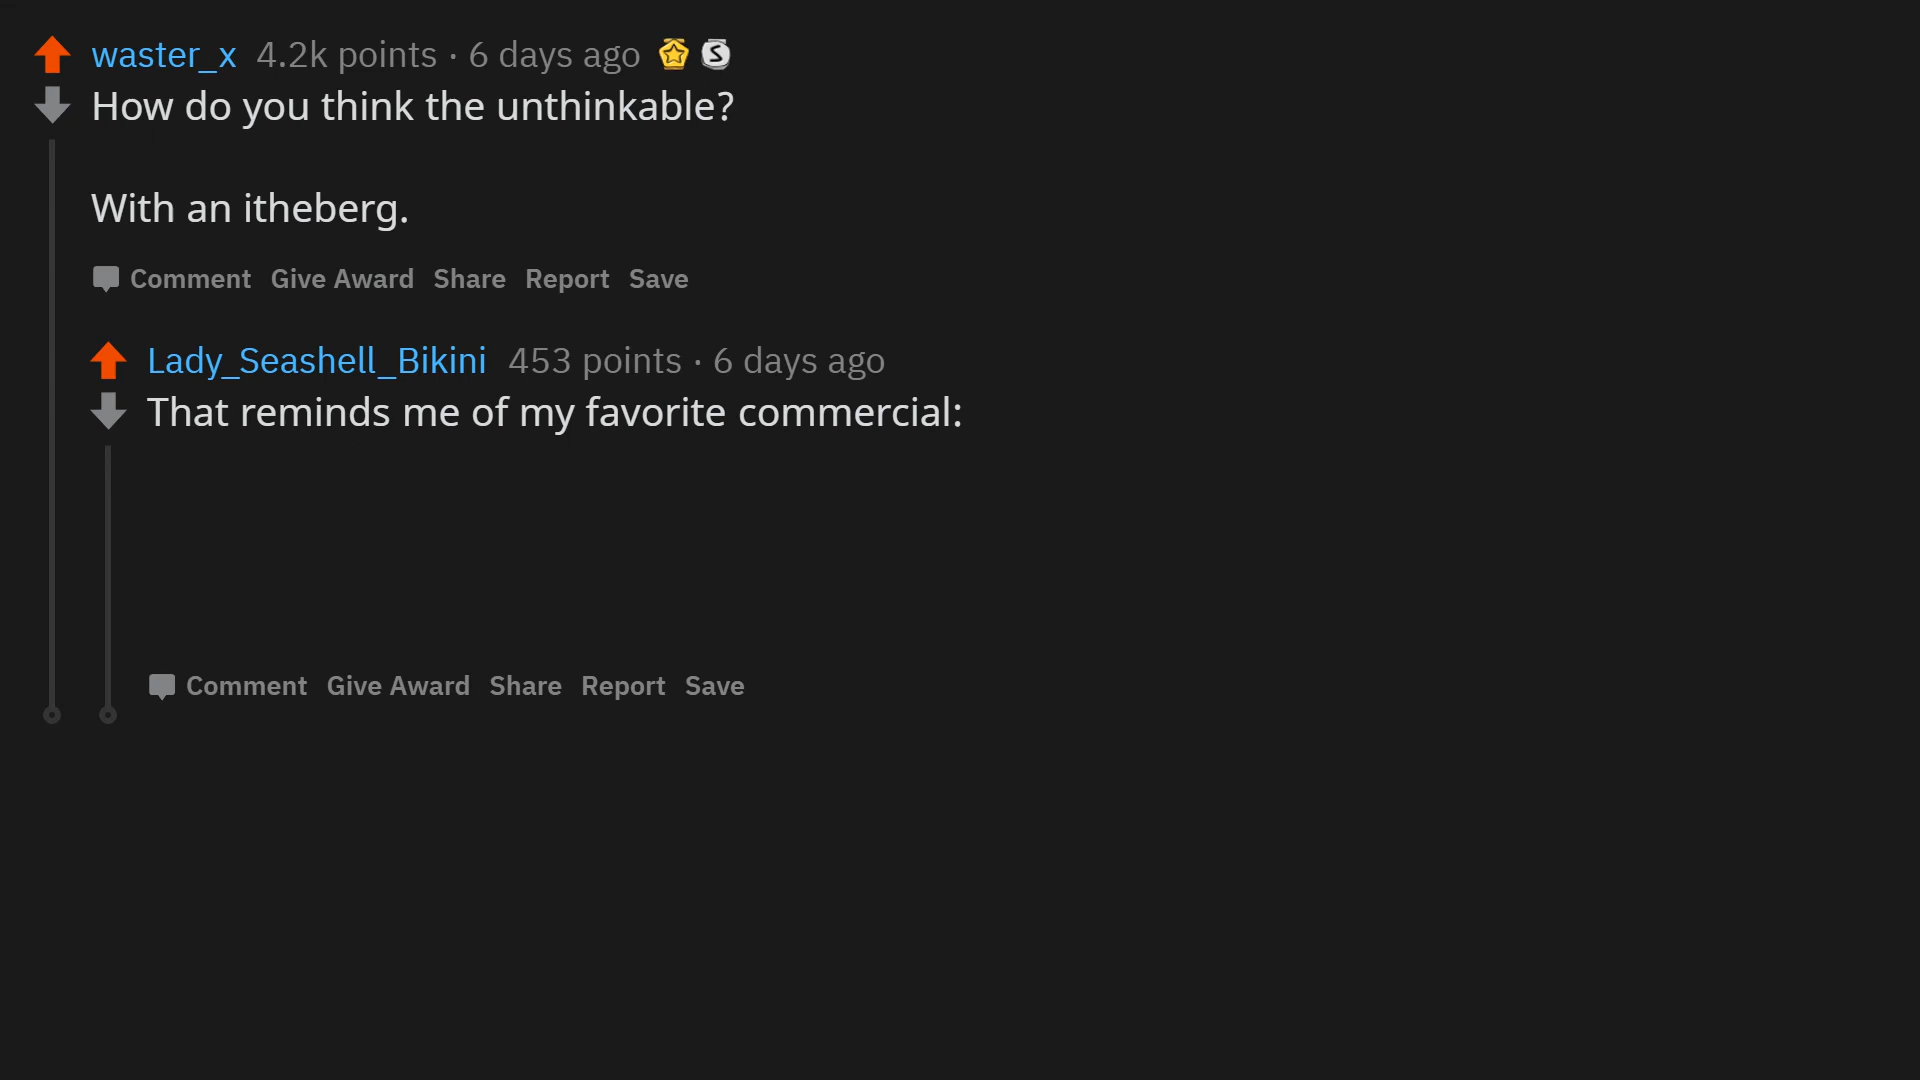 waster_x 4.2k points · 6 days ago S
How do you think the unthinkable?
With an itheberg.
Comment Give Award Share Report Save
Lady_Seashell_Bikini 453 points · 6 days ago
That reminds me of my favorite commercial:
Comment Give Award Share Report Save